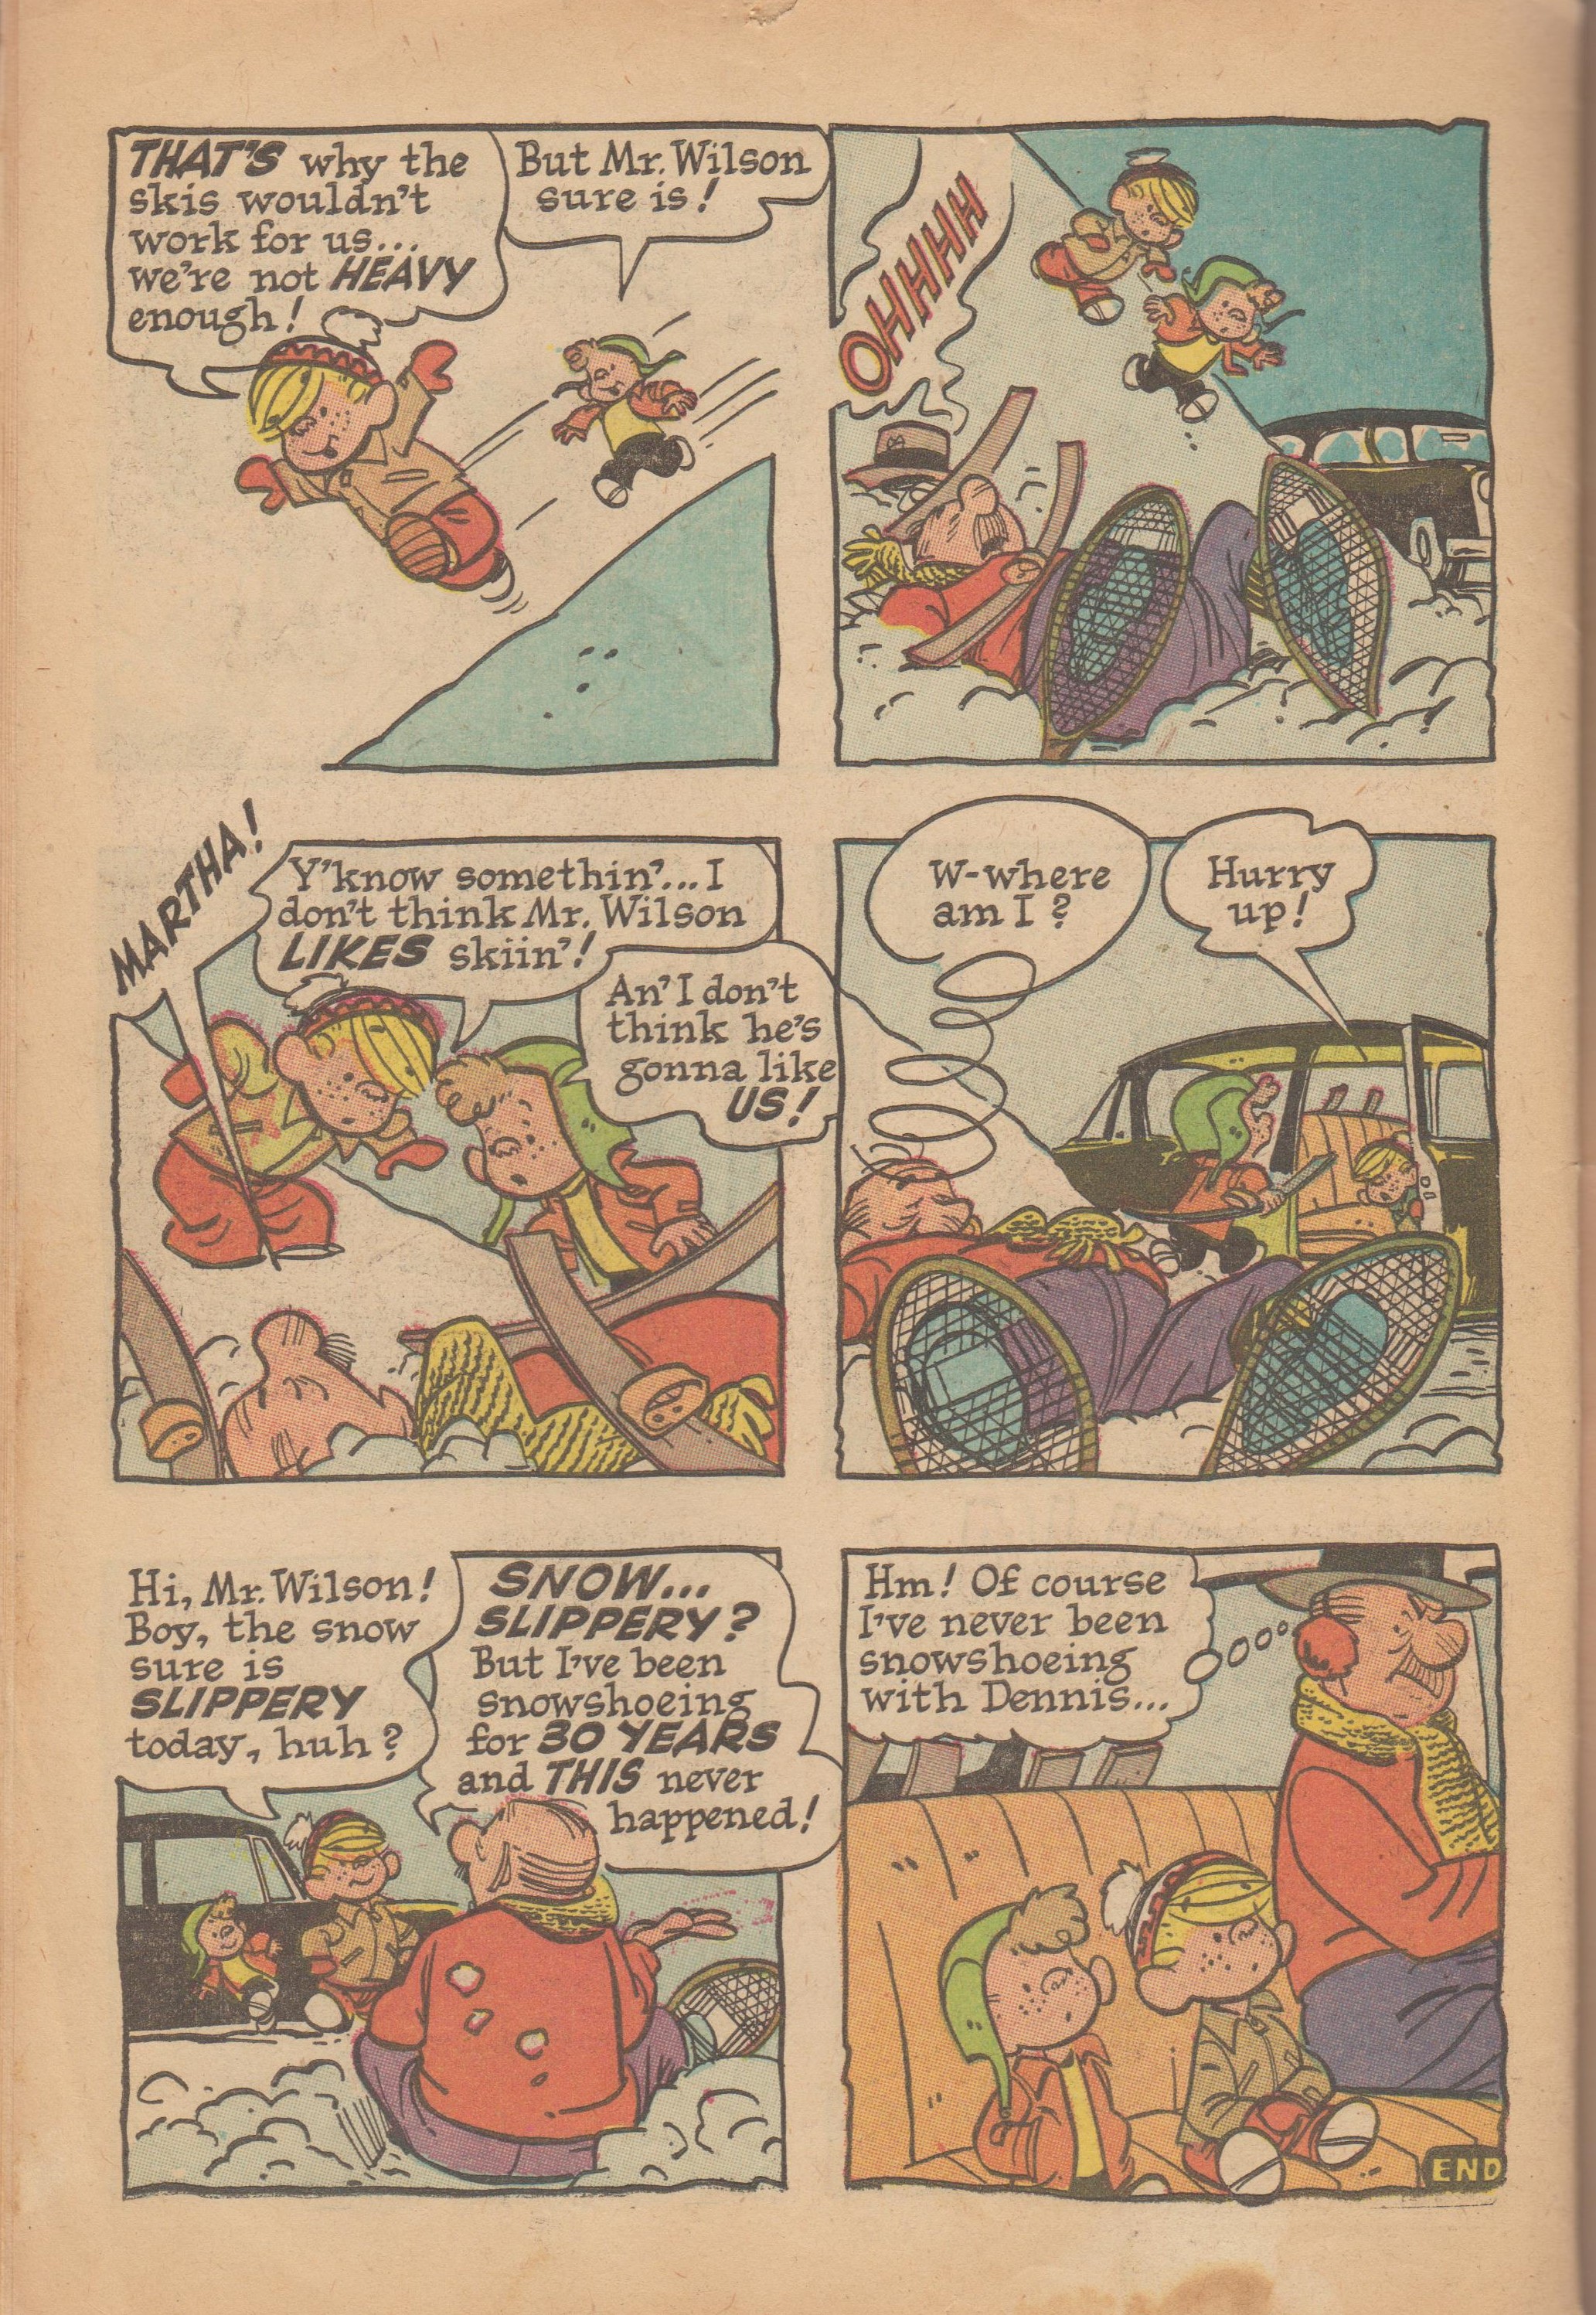 THAT'S why the
skis wouldn't
work for us...
we're not HEAVY
enough!
But Mr. Wilson
sure is!
OHHHH
MARTHA!
Y'know somethin'... I
don't think Mr. Wilson
LIKES skiin'!
An' I don't
think he's
gonna like
US!
W-where
am I?
Hurry
up!
Hi, Mr. Wilson!
Boy, the snow
sure is
SLIPPERY
today, huh?
SNOW...
SLIPPERY?
But I've been
snowshoeing
for 30 YEARS
and THIS never
happened!
Hm! Of course
I've never been
snowshoeing
with Dennis...
END